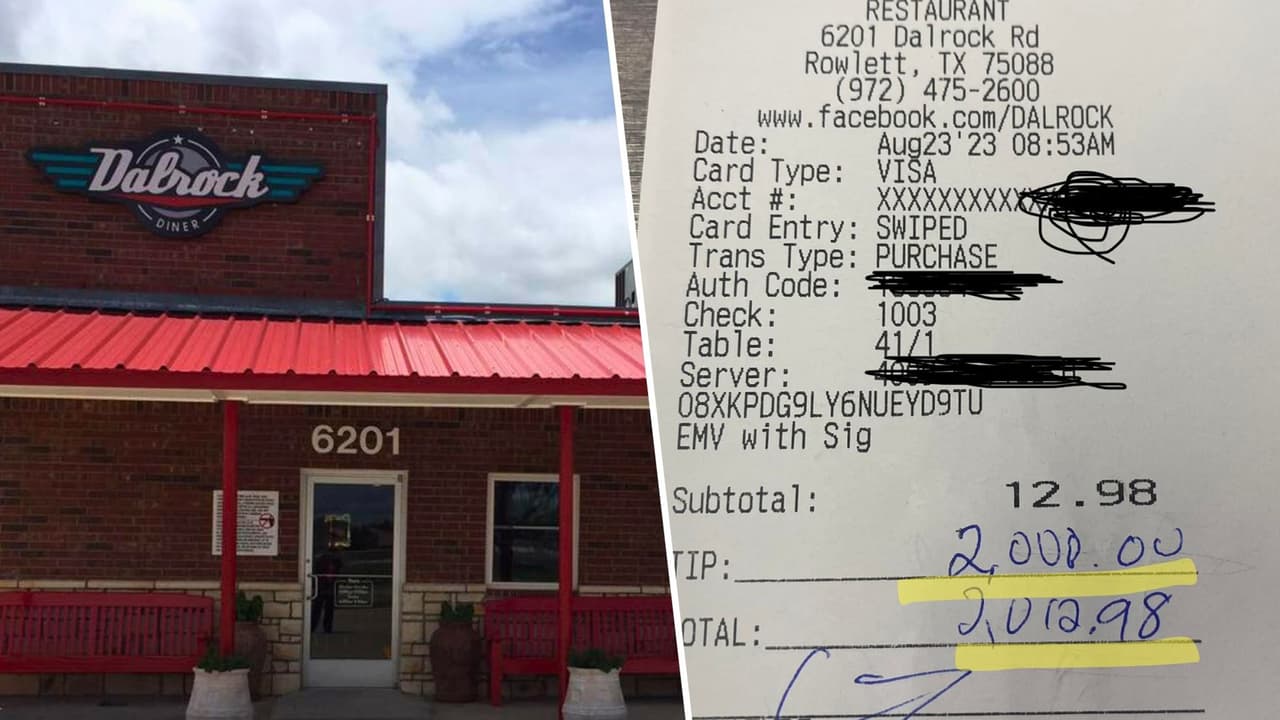 Dalrock
DINER
6201
RESTAURANT
6201 Dalrock Rd
Rowlett, TX 75088
(972) 475-2600
www.facebook.com/DALROCK
Date: Aug23'23 08:53AM
Card Type: VISA
Acct #: XXXXXXXXXXX
Card Entry: SWIPED
Trans Type: PURCHASE
Auth Code:
Check: 1003
Table: 41/1
Server:
08XKPDG9LY6NUEYD9TU
EMV with Sig
Subtotal: 12.98
TIP: 2,000.00
OTAL: 2,012.98